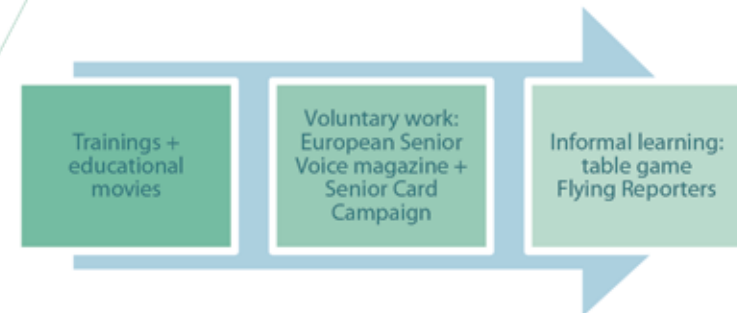 Trainings +
educational
movies
Voluntary work:
European Senior
Voice magazine +
Senior Card
Campaign
Informal learning:
table game
Flying Reporters